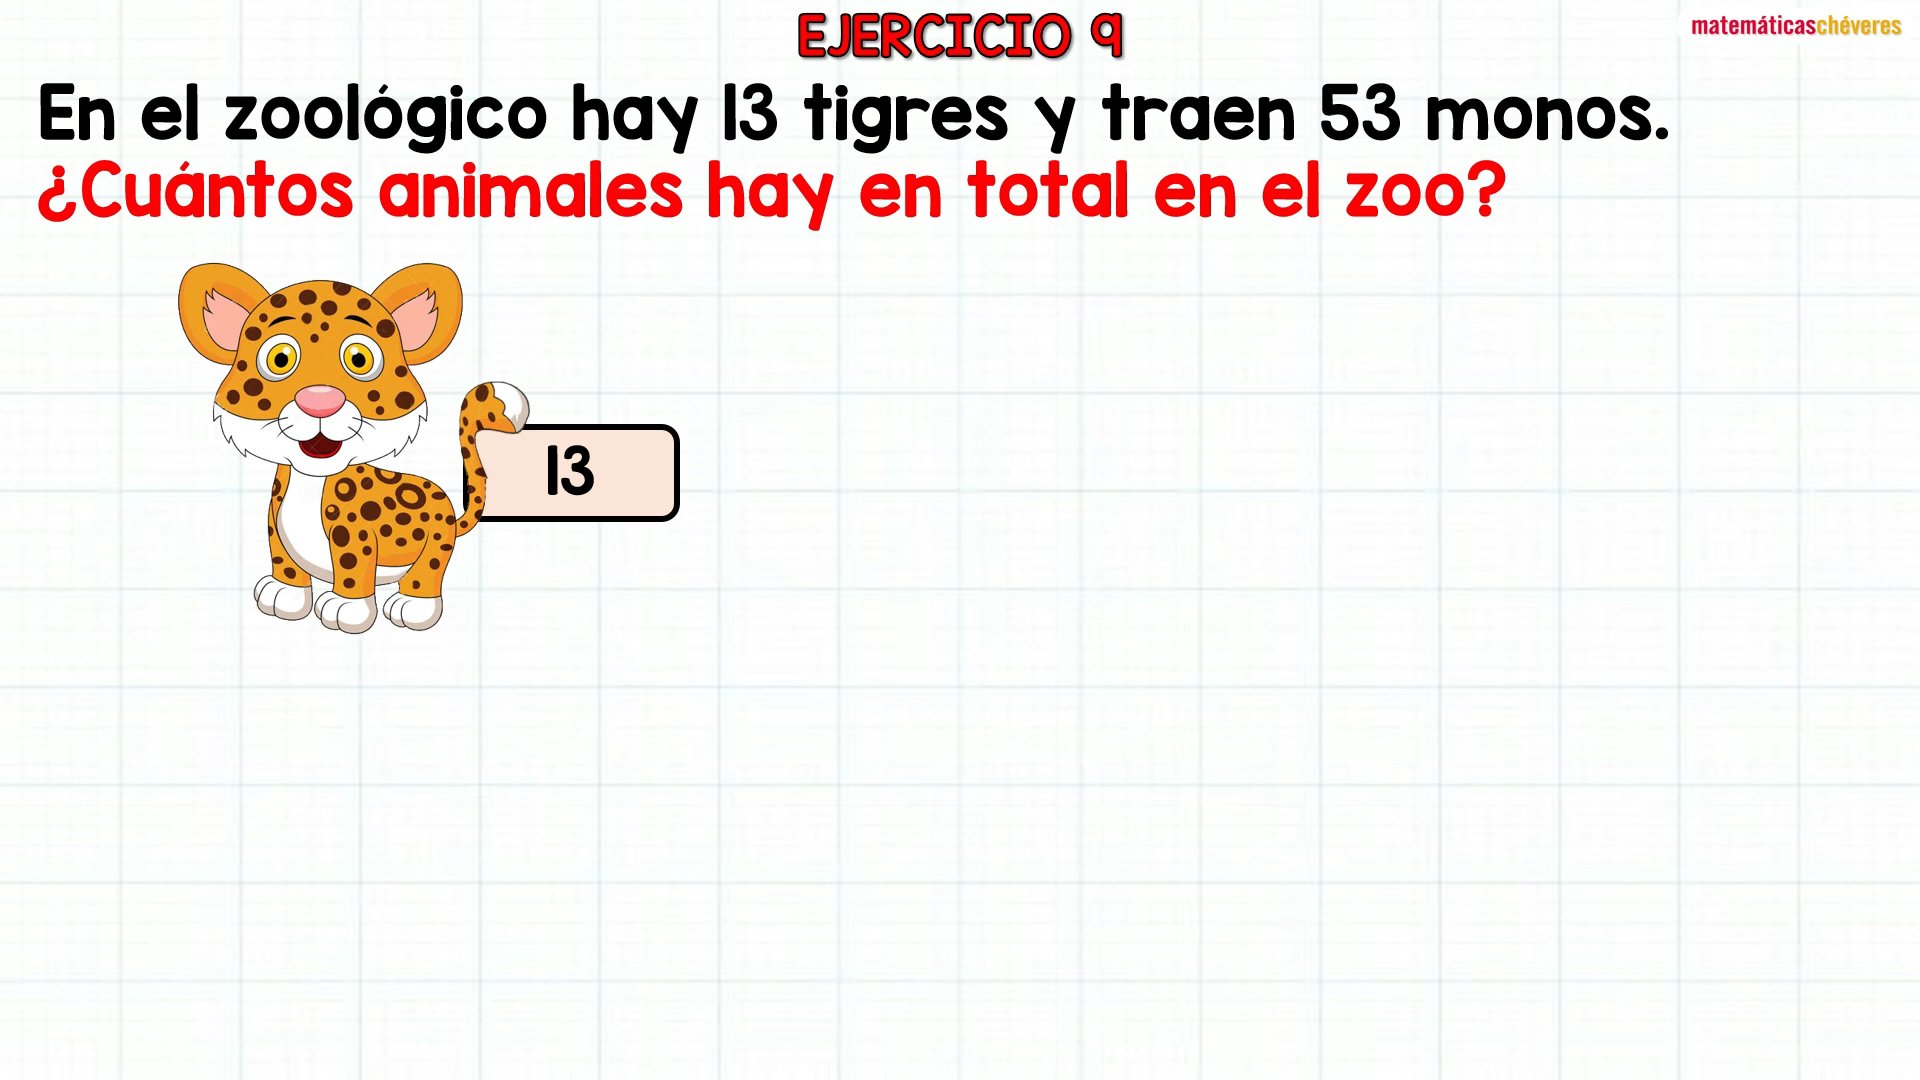 EJERCICIO 9
matemáticaschéveres
En el zoológico hay 13 tigres y traen 53 monos.
¿Cuántos animales hay en total en el zoo?
13